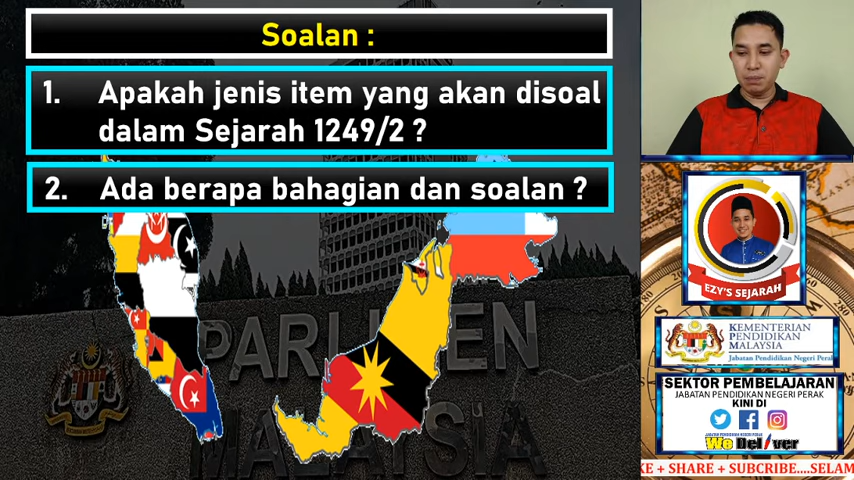 Soalan :
1. Apakah jenis item yang akan disoal
dalam Sejarah 1249/2 ?
2. Ada berapa bahagian dan soalan ?
PARLIMEN
MALAYSIA
EZY'S SEJARAH
KEMENTERIAN
PENDIDIKAN
MALAYSIA
Jabatan Pendidikan Negeri Peral
SEKTOR PEMBELAJARAN
JABATAN PENDIDIKAN NEGERI PERAK
KINI DI
We Deliver
KE + SHARE + SUBCRIBE....SELAM